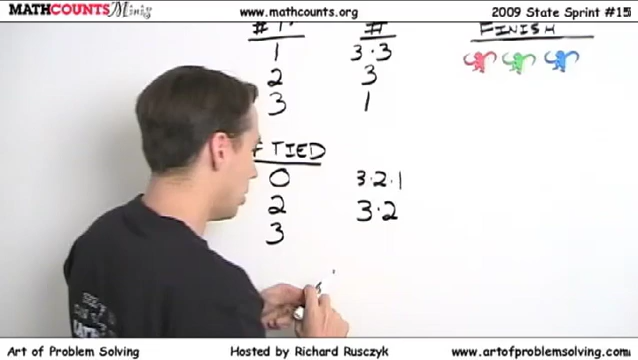 MATHCOUNTS Minis
www.mathcounts.org
2009 State Sprint #15
# 1st #
FINISH
1 3·3
2 3
3 1
# TIED
0 3·2·1
2 3·2
3
Art of Problem Solving
Hosted by Richard Rusczyk
www.artofproblemsolving.com